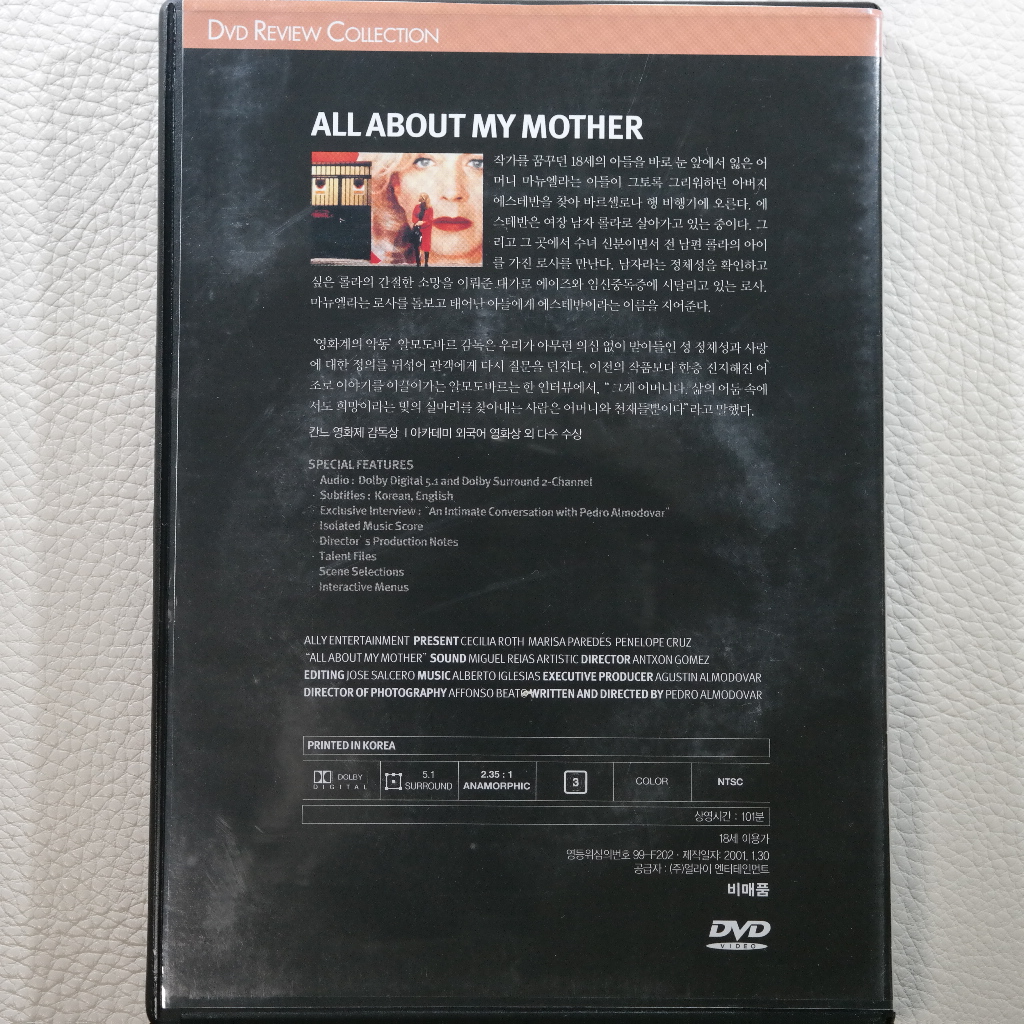 DVD REVIEW COLLECTION
ALL ABOUT MY MOTHER
작가를 꿈꾸던 18세의 아들을 바로 눈 앞에서 잃은 어
머니 마뉴엘라는 아들이 그토록 그리워하던 아버지
에스테반을 찾아 바르셀로나 행 비행기에 오른다. 에
스테반은 여장 남자 롤라로 살아가고 있는 중이다. 그
리고 그 곳에서 수녀 신분이면서 전 남편 롤라의 아이
를 가진 로사를 만난다. 남자라는 정체성을 확인하고
싶은 롤라의 간절한 소망을 이뤄준 대가로 에이즈와 임신중독증에 시달리고 있는 로사.
마뉴엘라는 로사를 돌보고 태어난 아들에게 에스테반이라는 이름을 지어준다.
'영화계의 악동' 알모도바르 감독은 우리가 아무런 의심 없이 받아들인 성 정체성과 사랑
에 대한 정의를 뒤섞어 관객에게 다시 질문을 던진다. 이전의 작품보다 한층 진지해진 어
조로 이야기를 이끌어가는 알모도바르는 한 인터뷰에서, "그게 어머니다. 삶의 어둠 속에
서도 희망이라는 빛의 실마리를 찾아내는 사람은 어머니와 천재들뿐이다"라고 말했다.
칸느 영화제 감독상 | 아카데미 외국어 열화상 외 다수 수상
SPECIAL FEATURES
· Audio : Dolby Digital 5.1 and Dolby Surround 2-Channel
· Subtitles : Korean, English
· Exclusive Interview : "An Intimate Conversation with Pedro Almodovar"
· Isolated Music Score
· Director's Production Notes
· Talent Files
· Scene Selections
· Interactive Menus
ALLY ENTERTAINMENT PRESENT CECILIA ROTH MARISA PAREDES PENELOPE CRUZ
"ALL ABOUT MY MOTHER" SOUND MIGUEL REIAS ARTISTIC DIRECTOR ANTXON GOMEZ
EDITING JOSE SALCERO MUSIC ALBERTO IGLESIAS EXECUTIVE PRODUCER AGUSTIN ALMODOVAR
DIRECTOR OF PHOTOGRAPHY AFFONSO BEATO WRITTEN AND DIRECTED BY PEDRO ALMODOVAR
PRINTED IN KOREA
DOLBY DIGITAL 5.1 SURROUND 2.35 : 1 ANAMORPHIC 3 COLOR NTSC
상영시간 : 101분
18세 이용가
영등위심의번호 99-F202 · 제작일자: 2001. 1.30
공급자 : (주)얼라이 엔터테인먼트
비매품
DVD
VIDEO